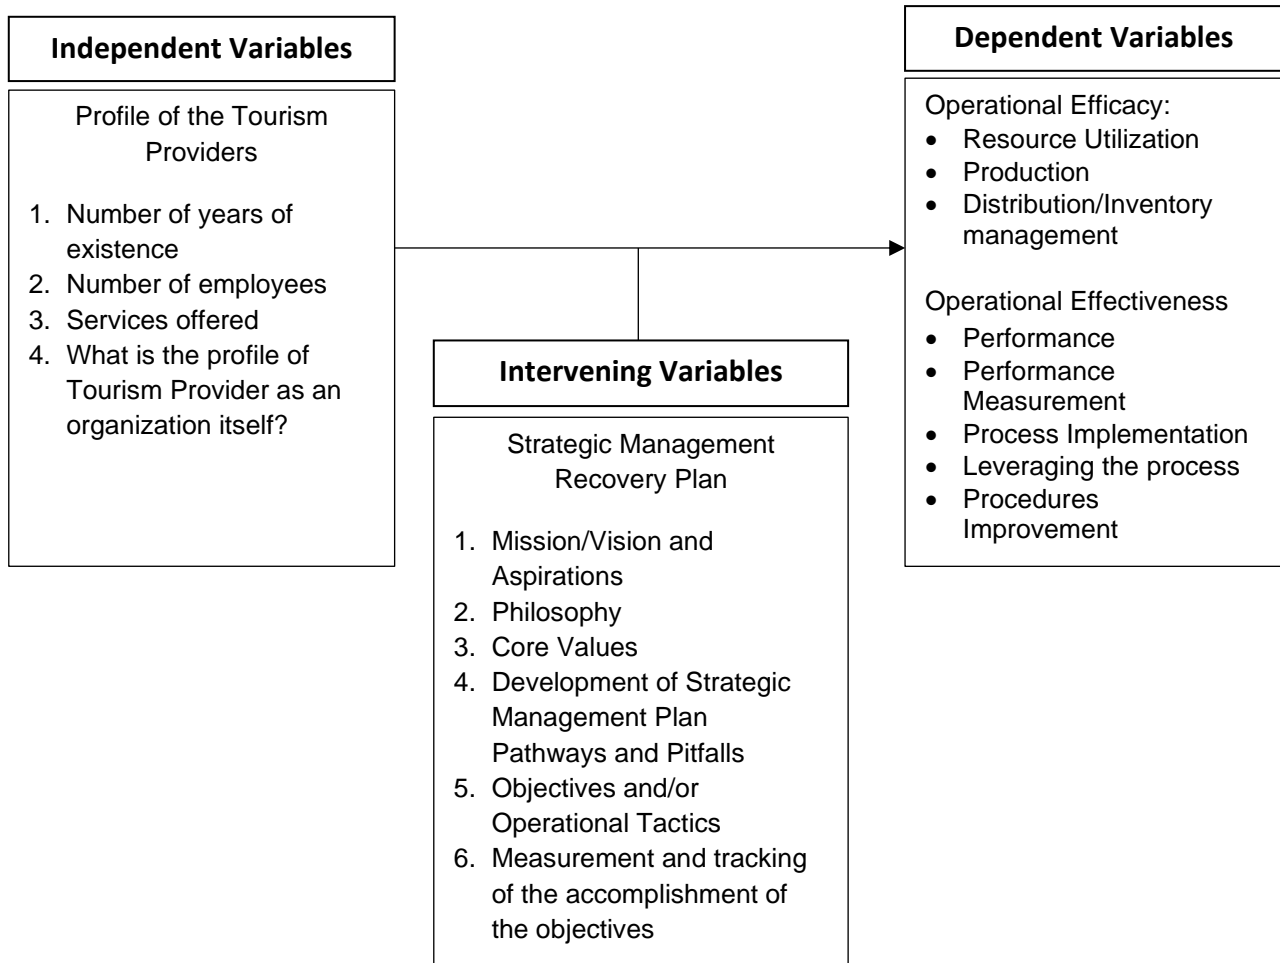 Independent Variables
Profile of the Tourism
Providers
1. Number of years of
existence
2. Number of employees
3. Services offered
4. What is the profile of
Tourism Provider as an
organization itself?
Intervening Variables
Strategic Management
Recovery Plan
1. Mission/Vision and
Aspirations
2. Philosophy
3. Core Values
4. Development of Strategic
Management Plan
Pathways and Pitfalls
5. Objectives and/or
Operational Tactics
6. Measurement and tracking
of the accomplishment of
the objectives
Dependent Variables
Operational Efficacy:
• Resource Utilization
• Production
• Distribution/Inventory
management
Operational Effectiveness
• Performance
• Performance
Measurement
• Process Implementation
• Leveraging the process
• Procedures
Improvement